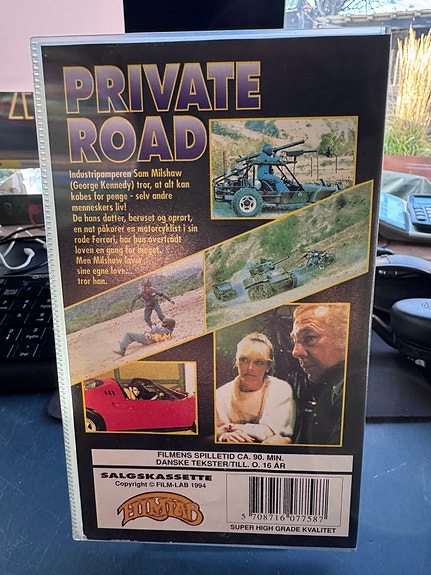 PRIVATE
ROAD
Industripamperen Sam Milshaw
(George Kennedy) tror, at alt kan
købes for penge - selv andre
menneskers liv!
Da hans datter, beruset og oprørt,
en nat påkører en motorcyklist i sin
røde Ferrari, har hun overtrådt
loven en gang for meget.
Men Milshaw laver
sine egne love...
tror han.
FILMENS SPILLETID CA. 90. MIN.
DANSKE TEKSTER/TILL. O. 16 ÅR
SALGSKASSETTE
Copyright © FILM-LAB 1994
FILMLAB
5 708716 077587
SUPER HIGH GRADE KVALITET